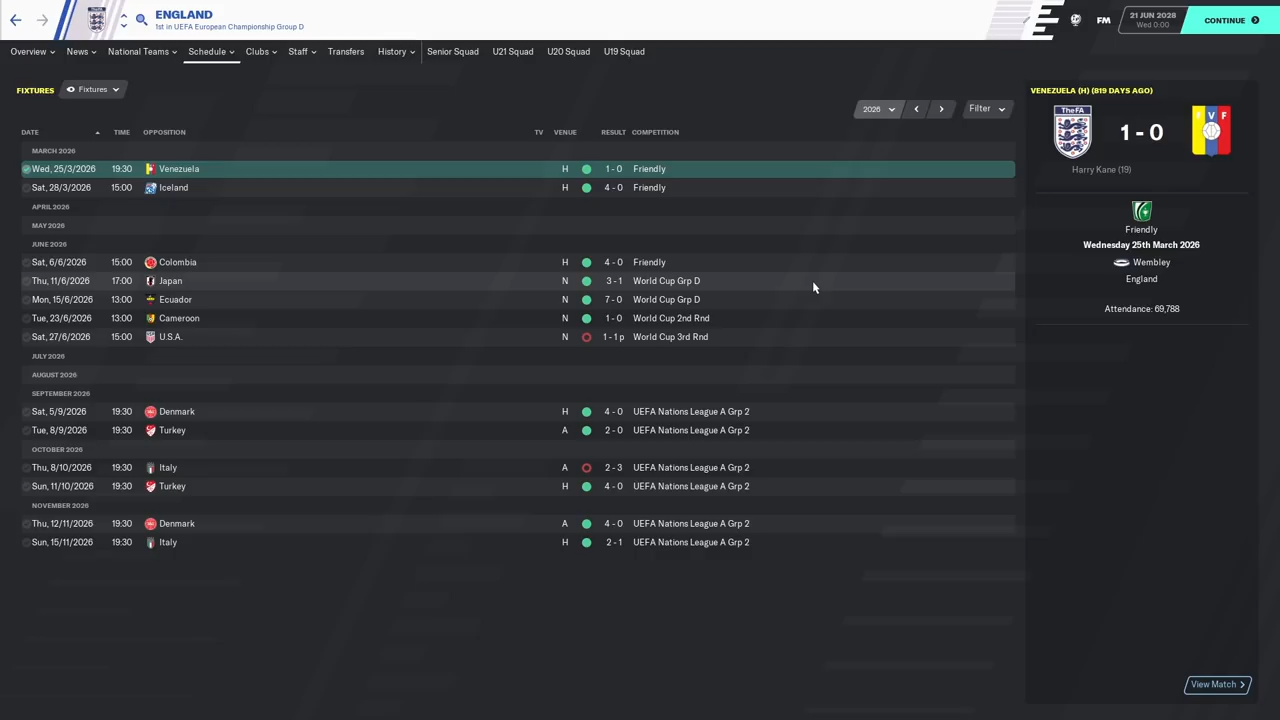 ENGLAND
1st in UEFA European Championship Group D
FM
21 JUN 2028
Wed 0:00
CONTINUE
Overview News National Teams Schedule Clubs Staff Transfers History Senior Squad U21 Squad U20 Squad U19 Squad
FIXTURES Fixtures
2026 Filter
DATE TIME OPPOSITION TV VENUE RESULT COMPETITION
MARCH 2026
Wed, 25/3/2026 19:30 Venezuela H 1 - 0 Friendly
Sat, 28/3/2026 15:00 Iceland H 4 - 0 Friendly
APRIL 2026
MAY 2026
JUNE 2026
Sat, 6/6/2026 15:00 Colombia H 4 - 0 Friendly
Thu, 11/6/2026 17:00 Japan N 3 - 1 World Cup Grp D
Mon, 15/6/2026 13:00 Ecuador N 7 - 0 World Cup Grp D
Tue, 23/6/2026 13:00 Cameroon N 1 - 0 World Cup 2nd Rnd
Sat, 27/6/2026 15:00 U.S.A. N 1 - 1 p World Cup 3rd Rnd
JULY 2026
AUGUST 2026
SEPTEMBER 2026
Sat, 5/9/2026 19:30 Denmark H 4 - 0 UEFA Nations League A Grp 2
Tue, 8/9/2026 19:30 Turkey A 2 - 0 UEFA Nations League A Grp 2
OCTOBER 2026
Thu, 8/10/2026 19:30 Italy A 2 - 3 UEFA Nations League A Grp 2
Sun, 11/10/2026 19:30 Turkey H 4 - 0 UEFA Nations League A Grp 2
NOVEMBER 2026
Thu, 12/11/2026 19:30 Denmark A 4 - 0 UEFA Nations League A Grp 2
Sun, 15/11/2026 19:30 Italy H 2 - 1 UEFA Nations League A Grp 2
VENEZUELA (H) (819 DAYS AGO)
The FA
1 - 0
F V F
Harry Kane (19)
Friendly
Wednesday 25th March 2026
Wembley
England
Attendance: 69,788
View Match